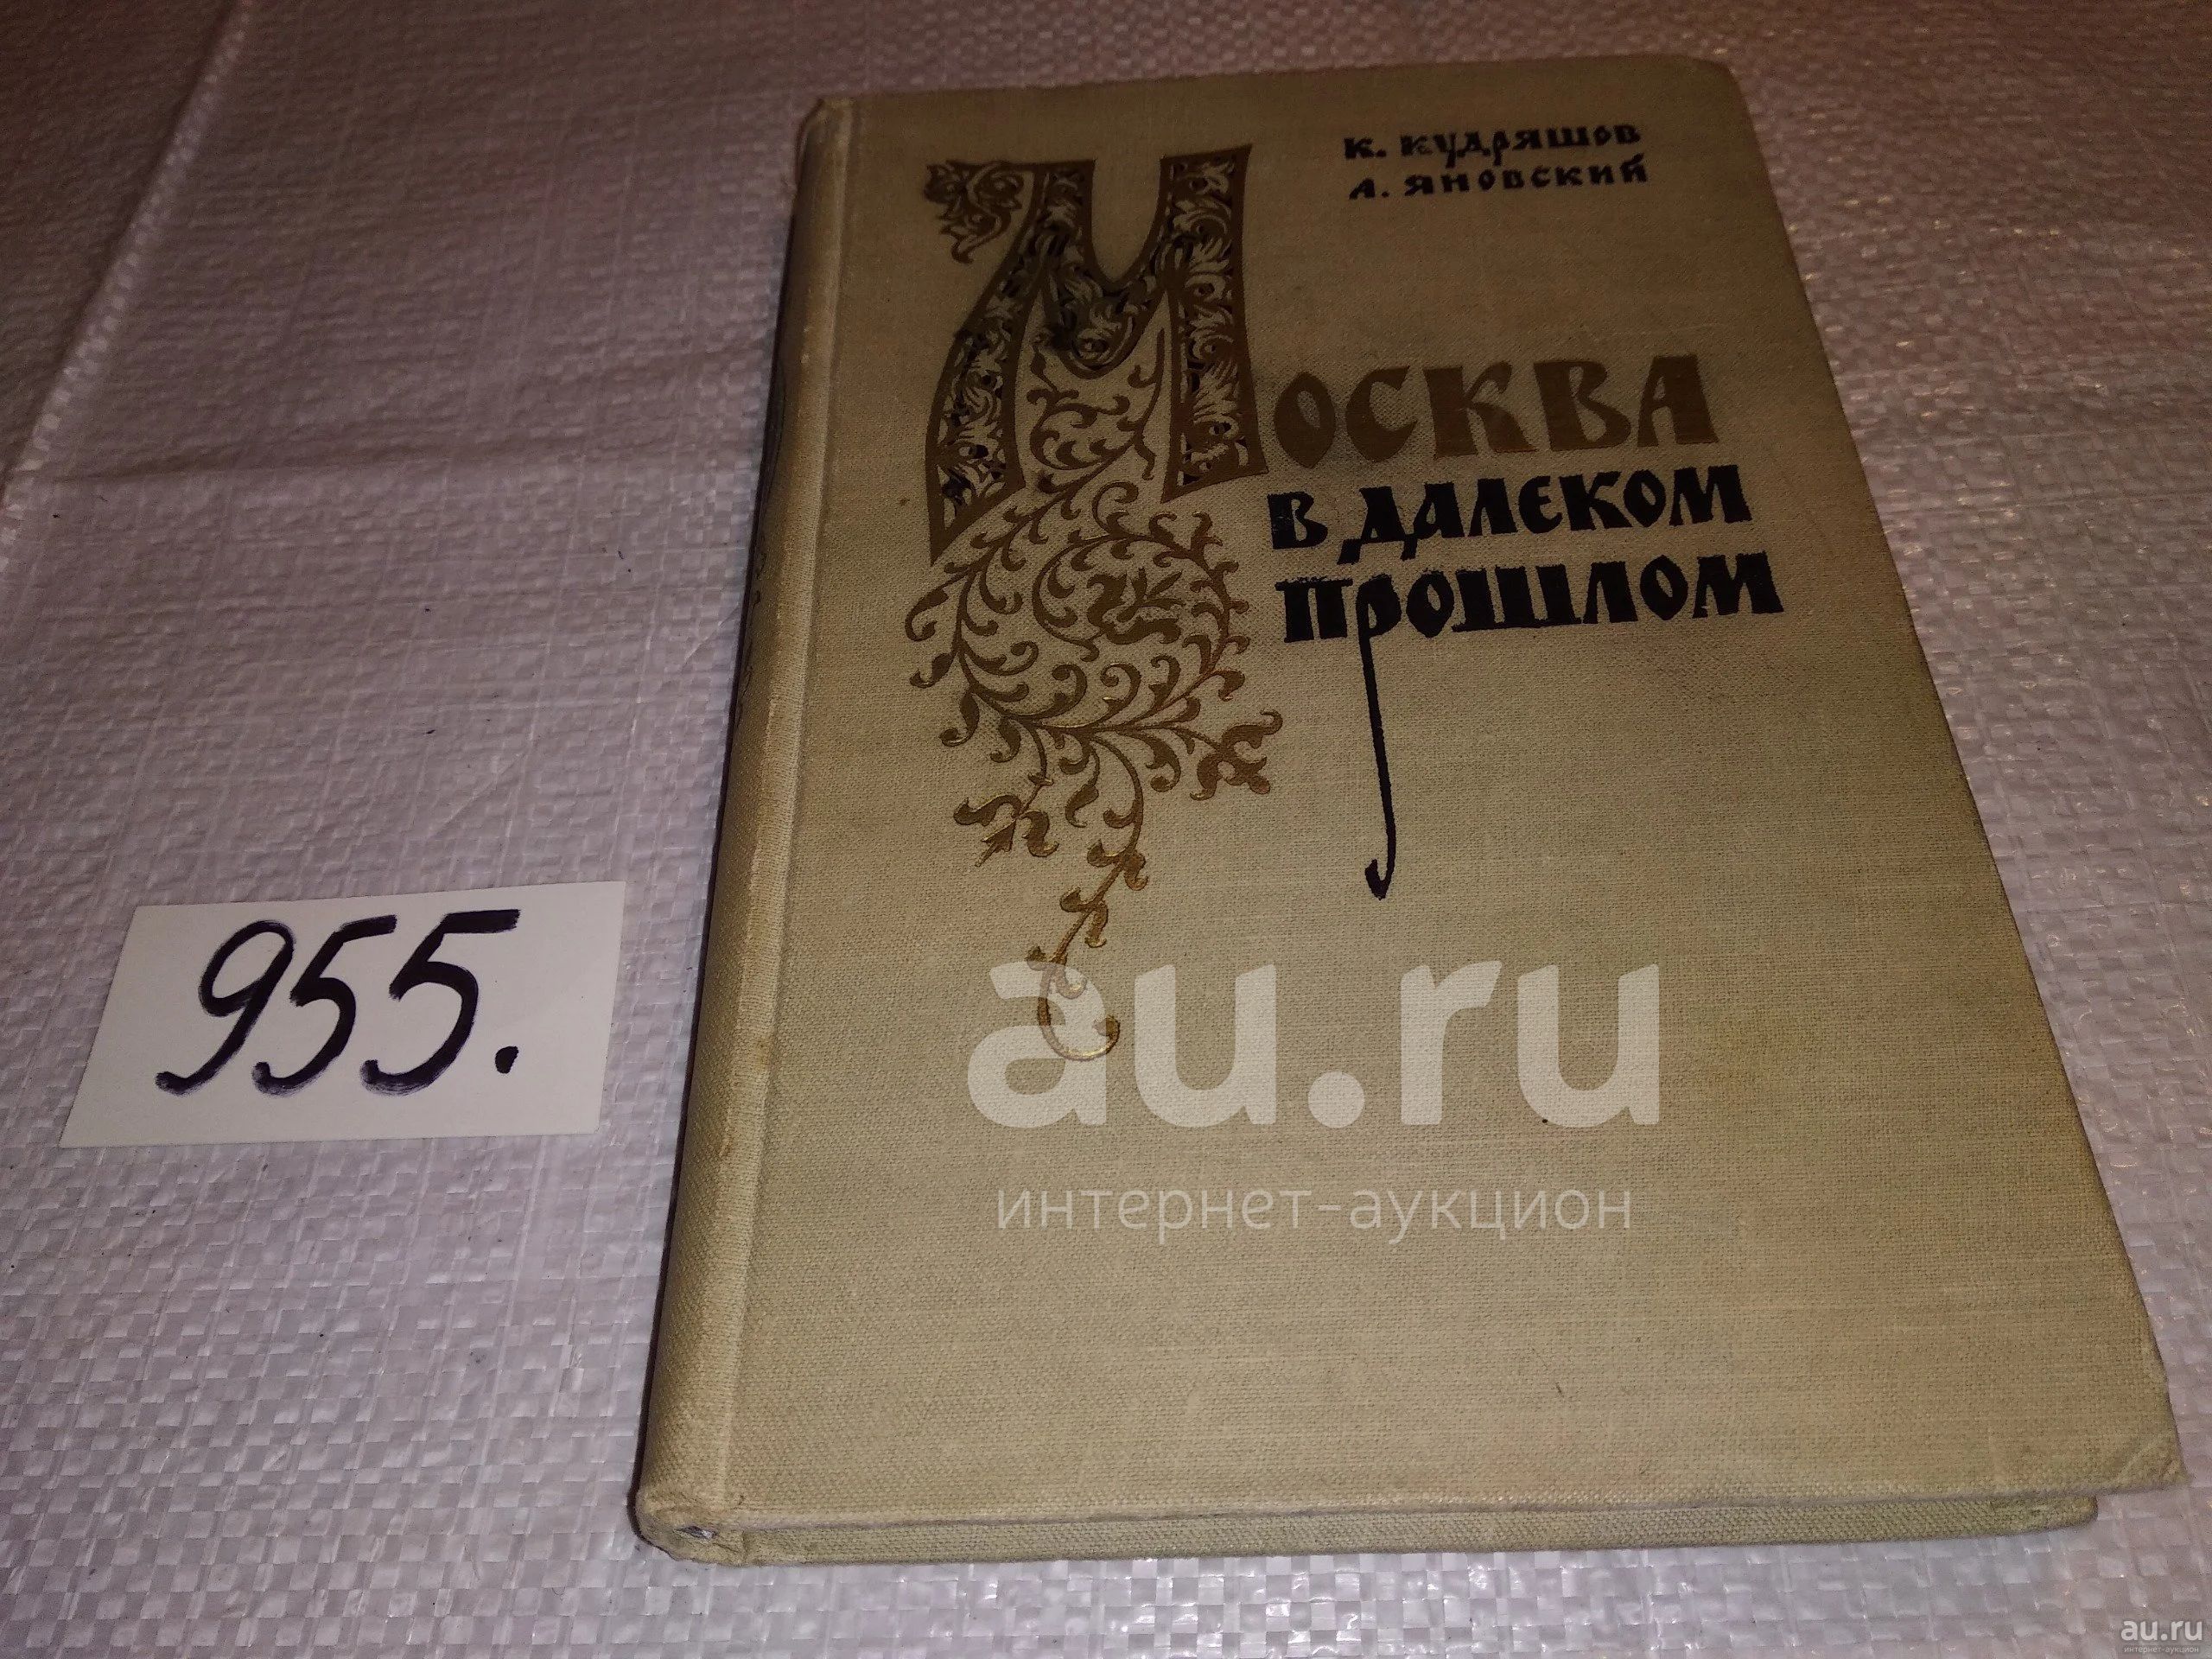 К. КУДРЯШОВ
А. ЯНОВСКИЙ
МОСКВА
В ДАЛЕКОМ
ПРОШЛОМ
955.
au.ru
интернет-аукцион
au.ru
интернет-аукцион